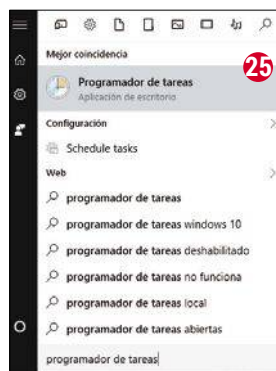 Mejor coincidencia
25
Programador de tareas
Aplicación de escritorio
Configuración
Schedule tasks
Web
programador de tareas
programador de tareas windows 10
programador de tareas deshabilitado
programador de tareas no funciona
programador de tareas local
programador de tareas abiertas
programador de tareas